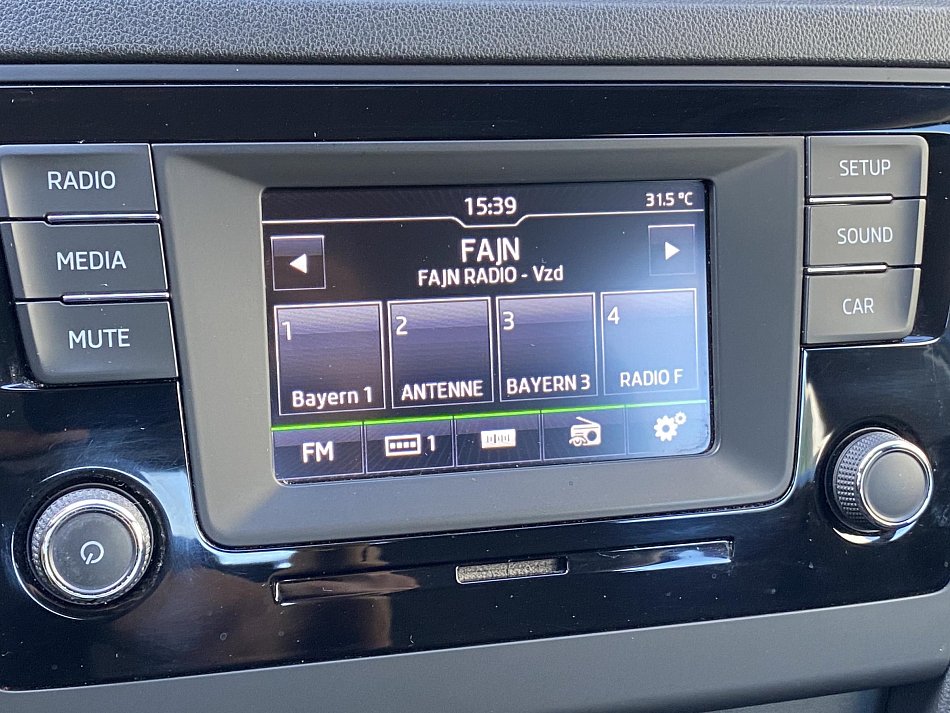 RADIO
MEDIA
MUTE
15:39
31.5 °C
FAJN
FAJN RADIO - Vzd
1
Bayern 1
2
ANTENNE
3
BAYERN 3
4
RADIO F
FM
1
SETUP
SOUND
CAR